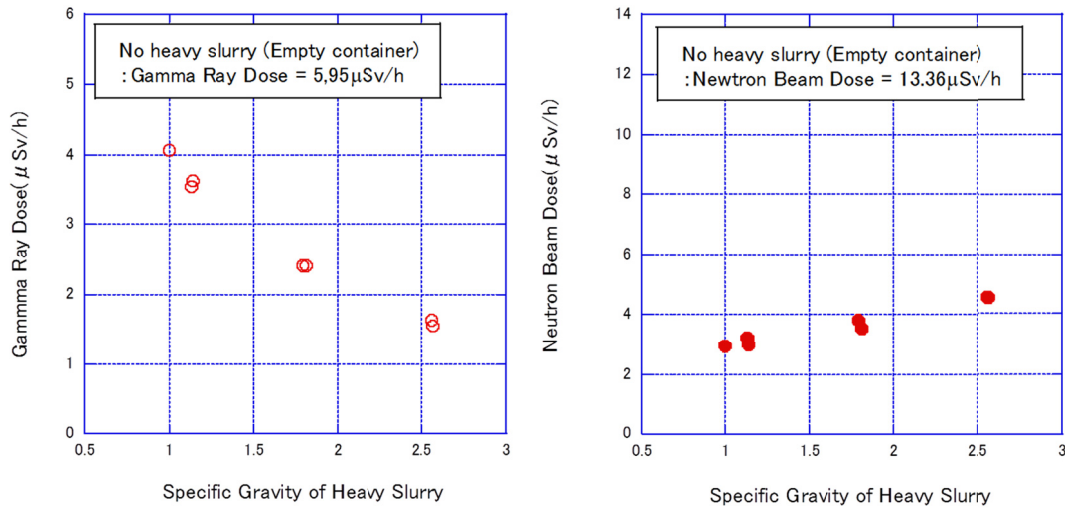 6
5
4
3
2
1
0
No heavy slurry (Empty container)
:Gamma Ray Dose = 5,95μSv/h
Gammma Ray Dose(μ Sv/h)
0.5 1 1.5 2 2.5 3
Specific Gravity of Heavy Slurry
14
12
10
8
6
4
2
0
No heavy slurry (Empty container)
:Newtron Beam Dose = 13.36μSv/h
Neutron Beam Dose(μ Sv/h)
0.5 1 1.5 2 2.5 3
Specific Gravity of Heavy Slurry